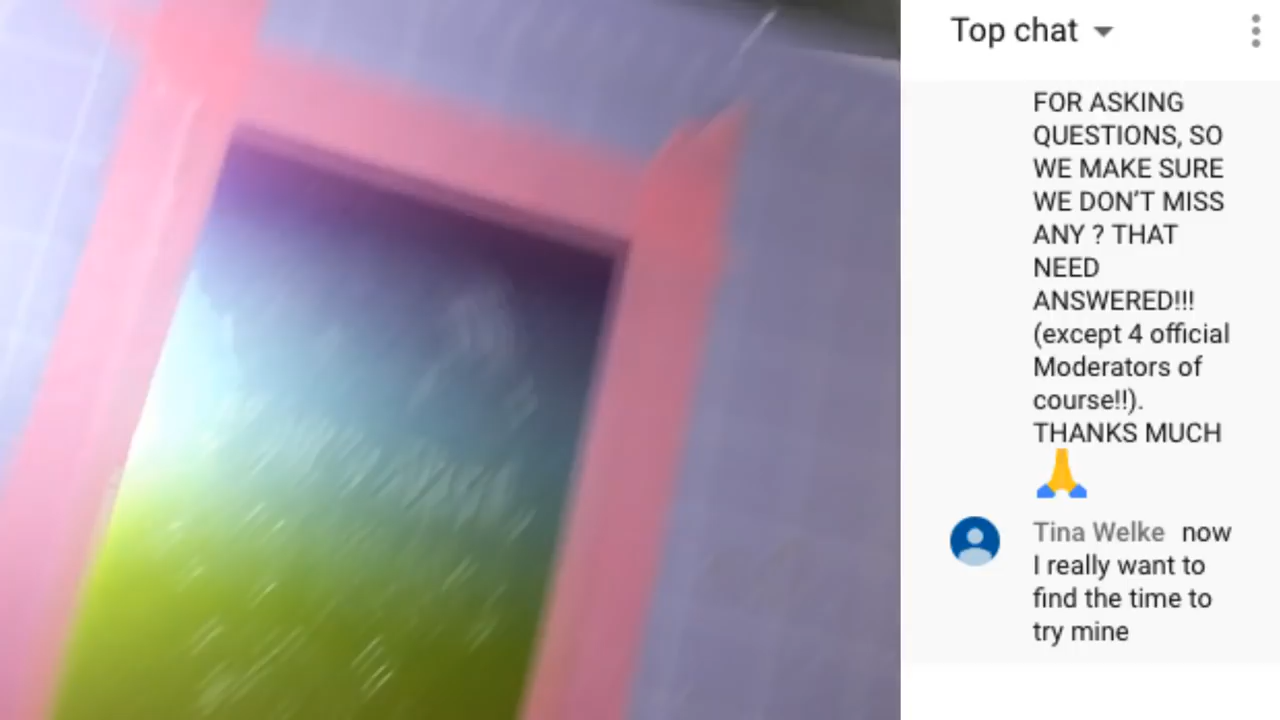 Top chat
FOR ASKING
QUESTIONS, SO
WE MAKE SURE
WE DON’T MISS
ANY ? THAT
NEED
ANSWERED!!!
(except 4 official
Moderators of
course!!).
THANKS MUCH
🙏
Tina Welke now
I really want to
find the time to
try mine